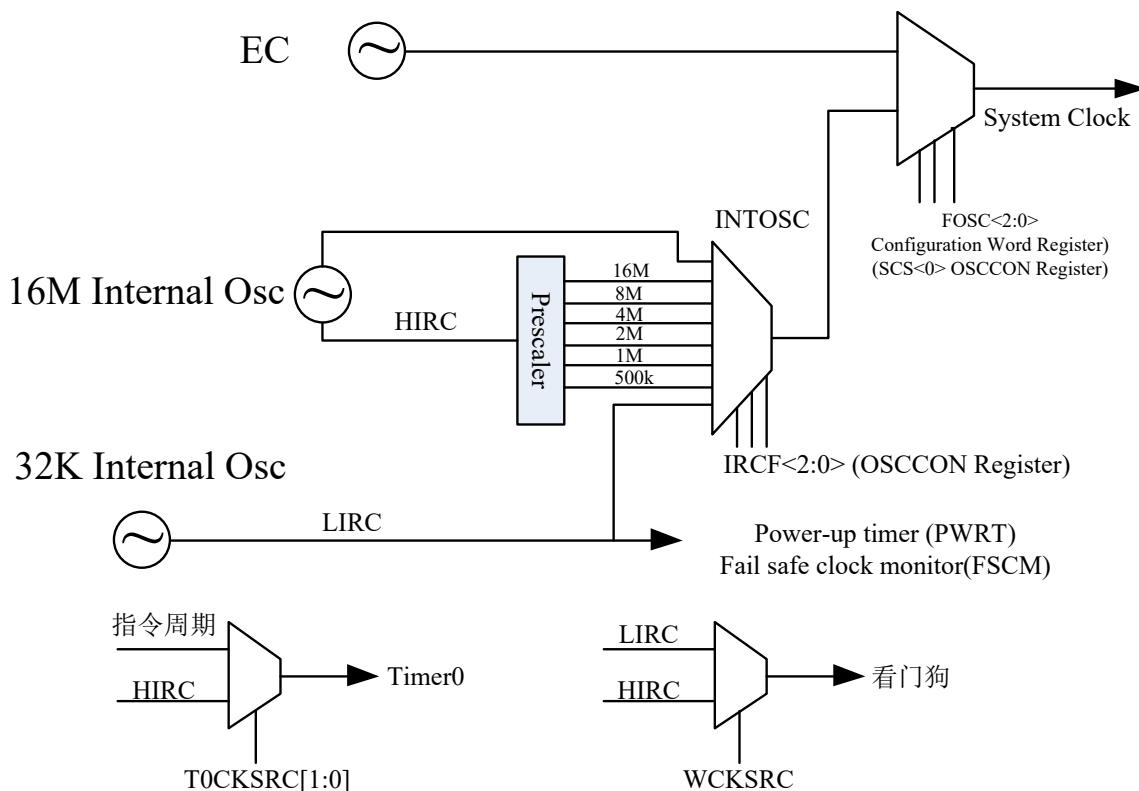 EC
System Clock
FOSC<2:0>
Configuration Word Register)
(SCS<0> OSCCON Register)
INTOSC
16M Internal Osc
HIRC
Prescaler
16M
8M
4M
2M
1M
500k
IRCF<2:0> (OSCCON Register)
32K Internal Osc
LIRC
Power-up timer (PWRT)
Fail safe clock monitor(FSCM)
指令周期
HIRC
Timer0
T0CKSRC[1:0]
LIRC
HIRC
看门狗
WCKSRC